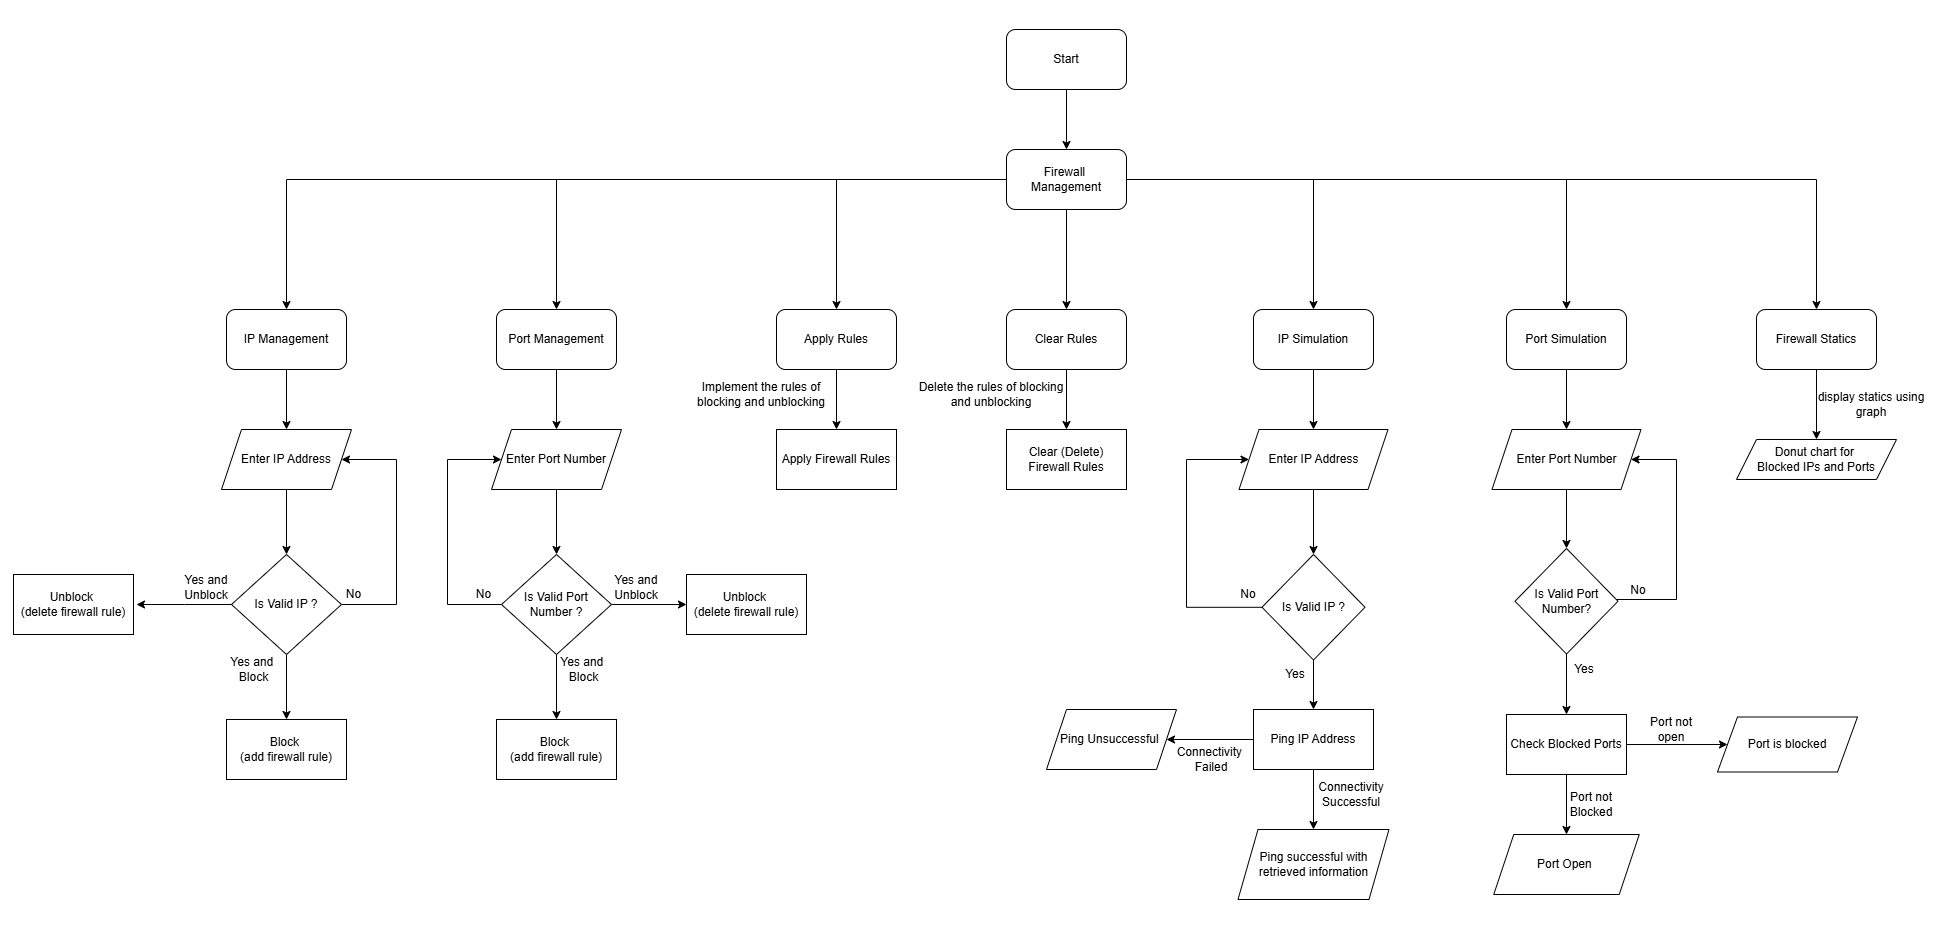 Start
Firewall
Management
IP Management
Port Management
Apply Rules
Clear Rules
IP Simulation
Port Simulation
Firewall Statics
Implement the rules of
blocking and unblocking
Delete the rules of blocking
and unblocking
display statics using
graph
Enter IP Address
Enter Port Number
Apply Firewall Rules
Clear (Delete)
Firewall Rules
Enter IP Address
Enter Port Number
Donut chart for
Blocked IPs and Ports
Unblock
(delete firewall rule)
Yes and
Unblock
Is Valid IP ?
No
No
Is Valid Port
Number ?
Yes and
Unblock
Unblock
(delete firewall rule)
No
Is Valid IP ?
Is Valid Port
Number?
No
Yes and
Block
Yes and
Block
Yes
Yes
Block
(add firewall rule)
Block
(add firewall rule)
Ping Unsuccessful
Connectivity
Failed
Ping IP Address
Check Blocked Ports
Port not
open
Port is blocked
Connectivity
Successful
Port not
Blocked
Ping successful with
retrieved information
Port Open